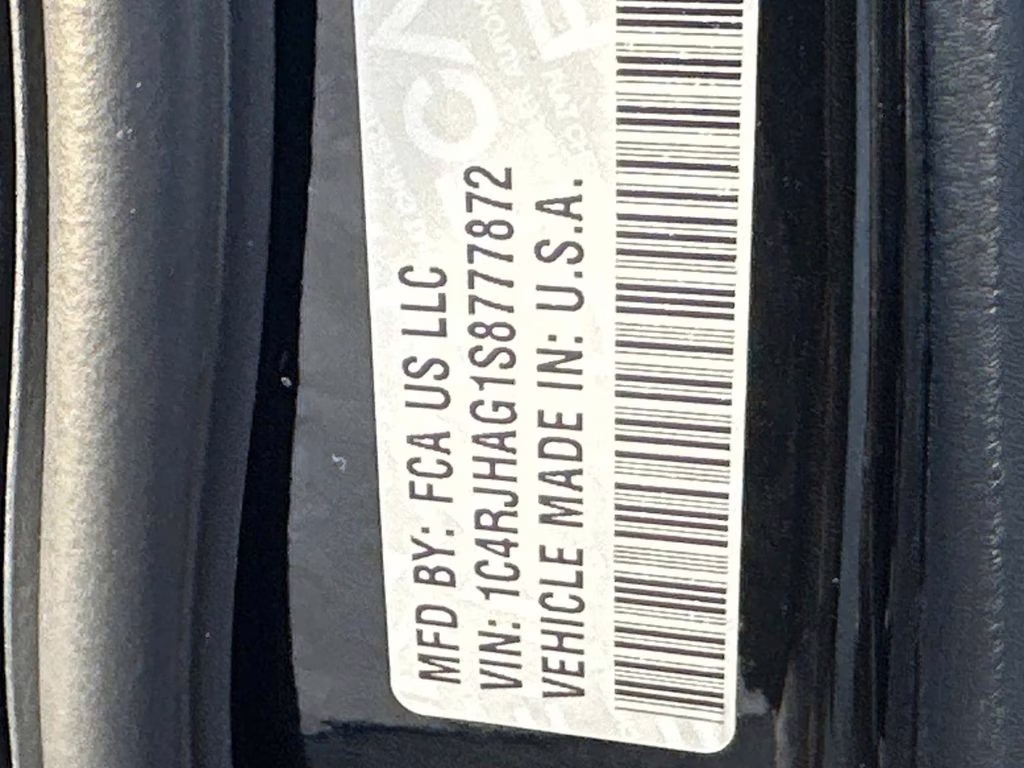 MFD BY: FCA US LLC
VIN: 1C4RJHAG1S8777872
VEHICLE MADE IN: U.S.A.